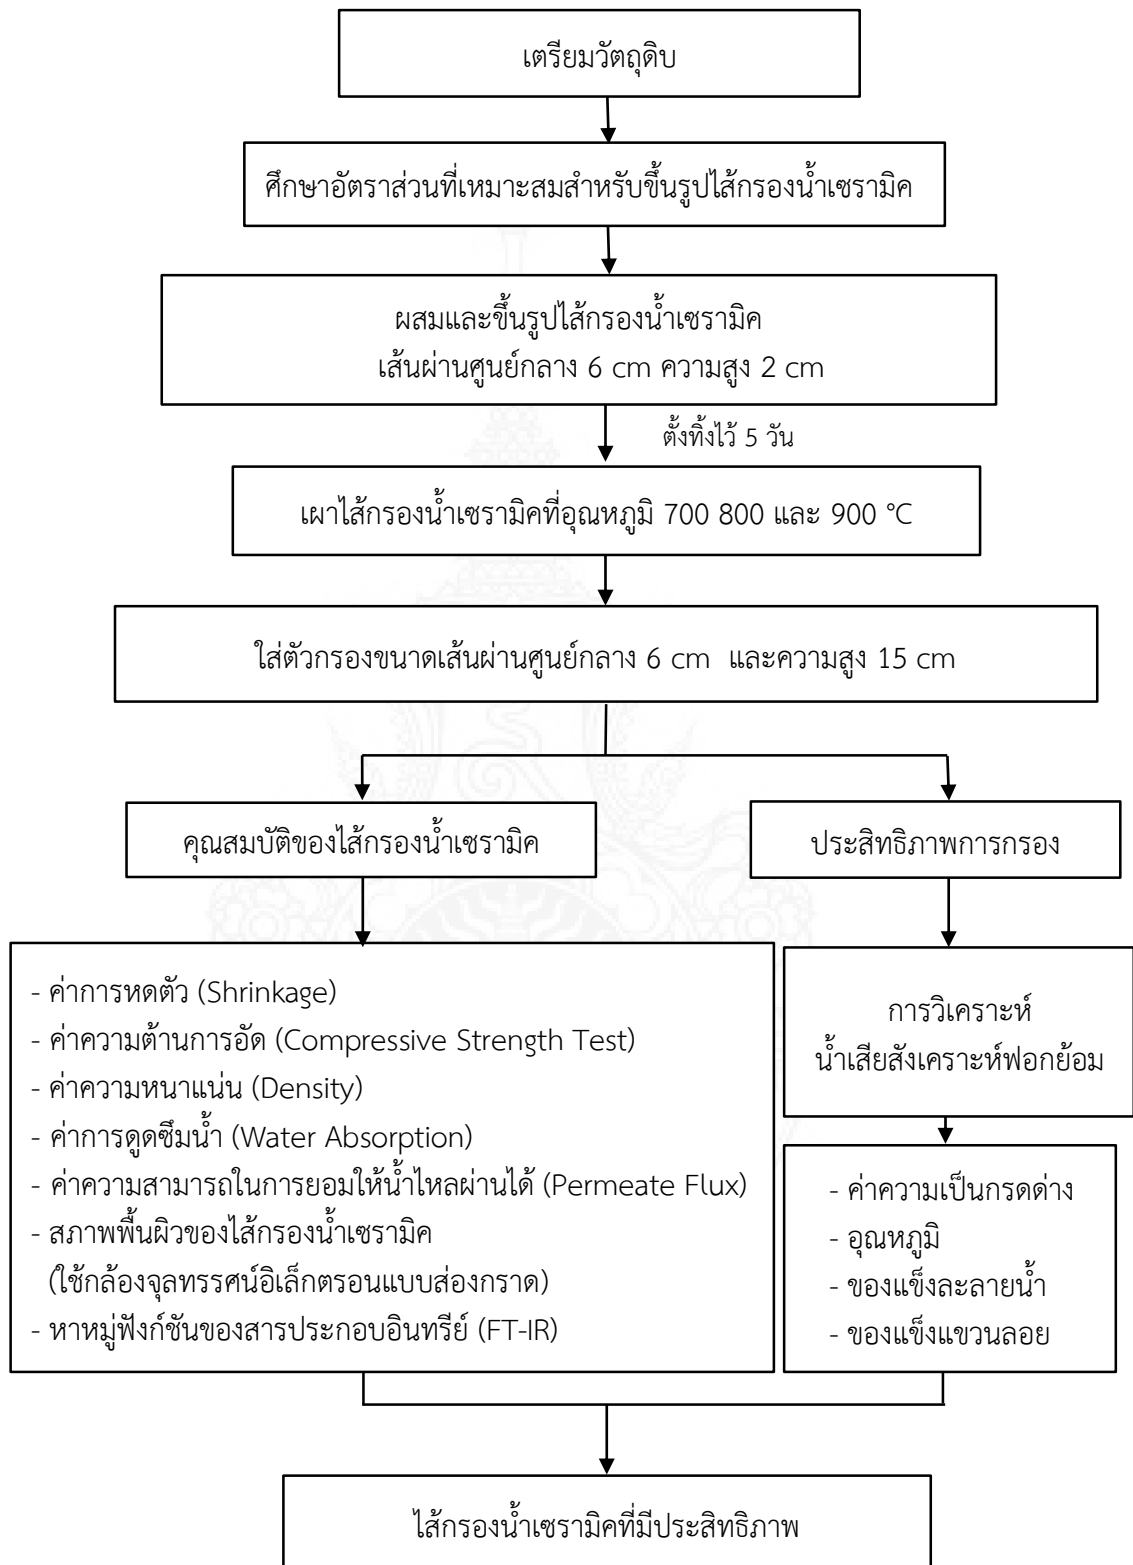 เตรียมวัตถุดิบ
ศึกษาอัตราส่วนที่เหมาะสมสำหรับขึ้นรูปไส้กรองน้ำเซรามิค
ผสมและขึ้นรูปไส้กรองน้ำเซรามิค
เส้นผ่านศูนย์กลาง 6 cm ความสูง 2 cm
ตั้งทิ้งไว้ 5 วัน
เผาไส้กรองน้ำเซรามิคที่อุณหภูมิ 700 800 และ 900 °C
ใส่ตัวกรองขนาดเส้นผ่านศูนย์กลาง 6 cm และความสูง 15 cm
คุณสมบัติของไส้กรองน้ำเซรามิค
ประสิทธิภาพการกรอง
- ค่าการหดตัว (Shrinkage)
- ค่าความต้านการอัด (Compressive Strength Test)
- ค่าความหนาแน่น (Density)
- ค่าการดูดซึมน้ำ (Water Absorption)
- ค่าความสามารถในการยอมให้น้ำไหลผ่านได้ (Permeate Flux)
- สภาพพื้นผิวของไส้กรองน้ำเซรามิค
(ใช้กล้องจุลทรรศน์อิเล็กตรอนแบบส่องกราด)
- หาหมู่ฟังก์ชันของสารประกอบอินทรีย์ (FT-IR)
การวิเคราะห์
น้ำเสียสังเคราะห์ฟอกย้อม
- ค่าความเป็นกรดด่าง
- อุณหภูมิ
- ของแข็งละลายน้ำ
- ของแข็งแขวนลอย
ไส้กรองน้ำเซรามิคที่มีประสิทธิภาพ